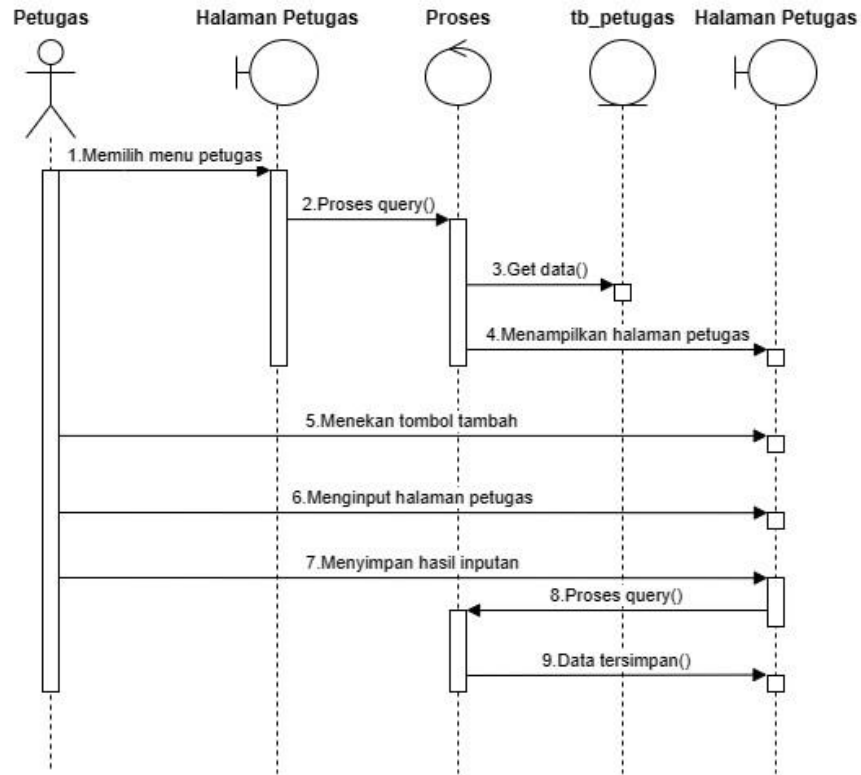 Petugas
Halaman Petugas
Proses
tb_petugas
Halaman Petugas
1.Memilih menu petugas
2.Proses query()
3.Get data()
4.Menampilkan halaman petugas
5.Menekan tombol tambah
6.Menginput halaman petugas
7.Menyimpan hasil inputan
8.Proses query()
9.Data tersimpan()